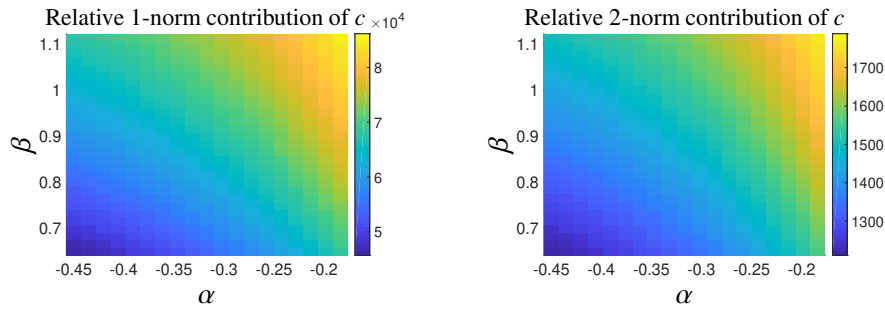 Relative 1-norm contribution of c
×10⁴
1.1
1
0.9
0.8
0.7
β
-0.45 -0.4 -0.35 -0.3 -0.25 -0.2
α
8
7
6
5
Relative 2-norm contribution of c
1.1
1
0.9
0.8
0.7
β
-0.45 -0.4 -0.35 -0.3 -0.25 -0.2
α
1700
1600
1500
1400
1300